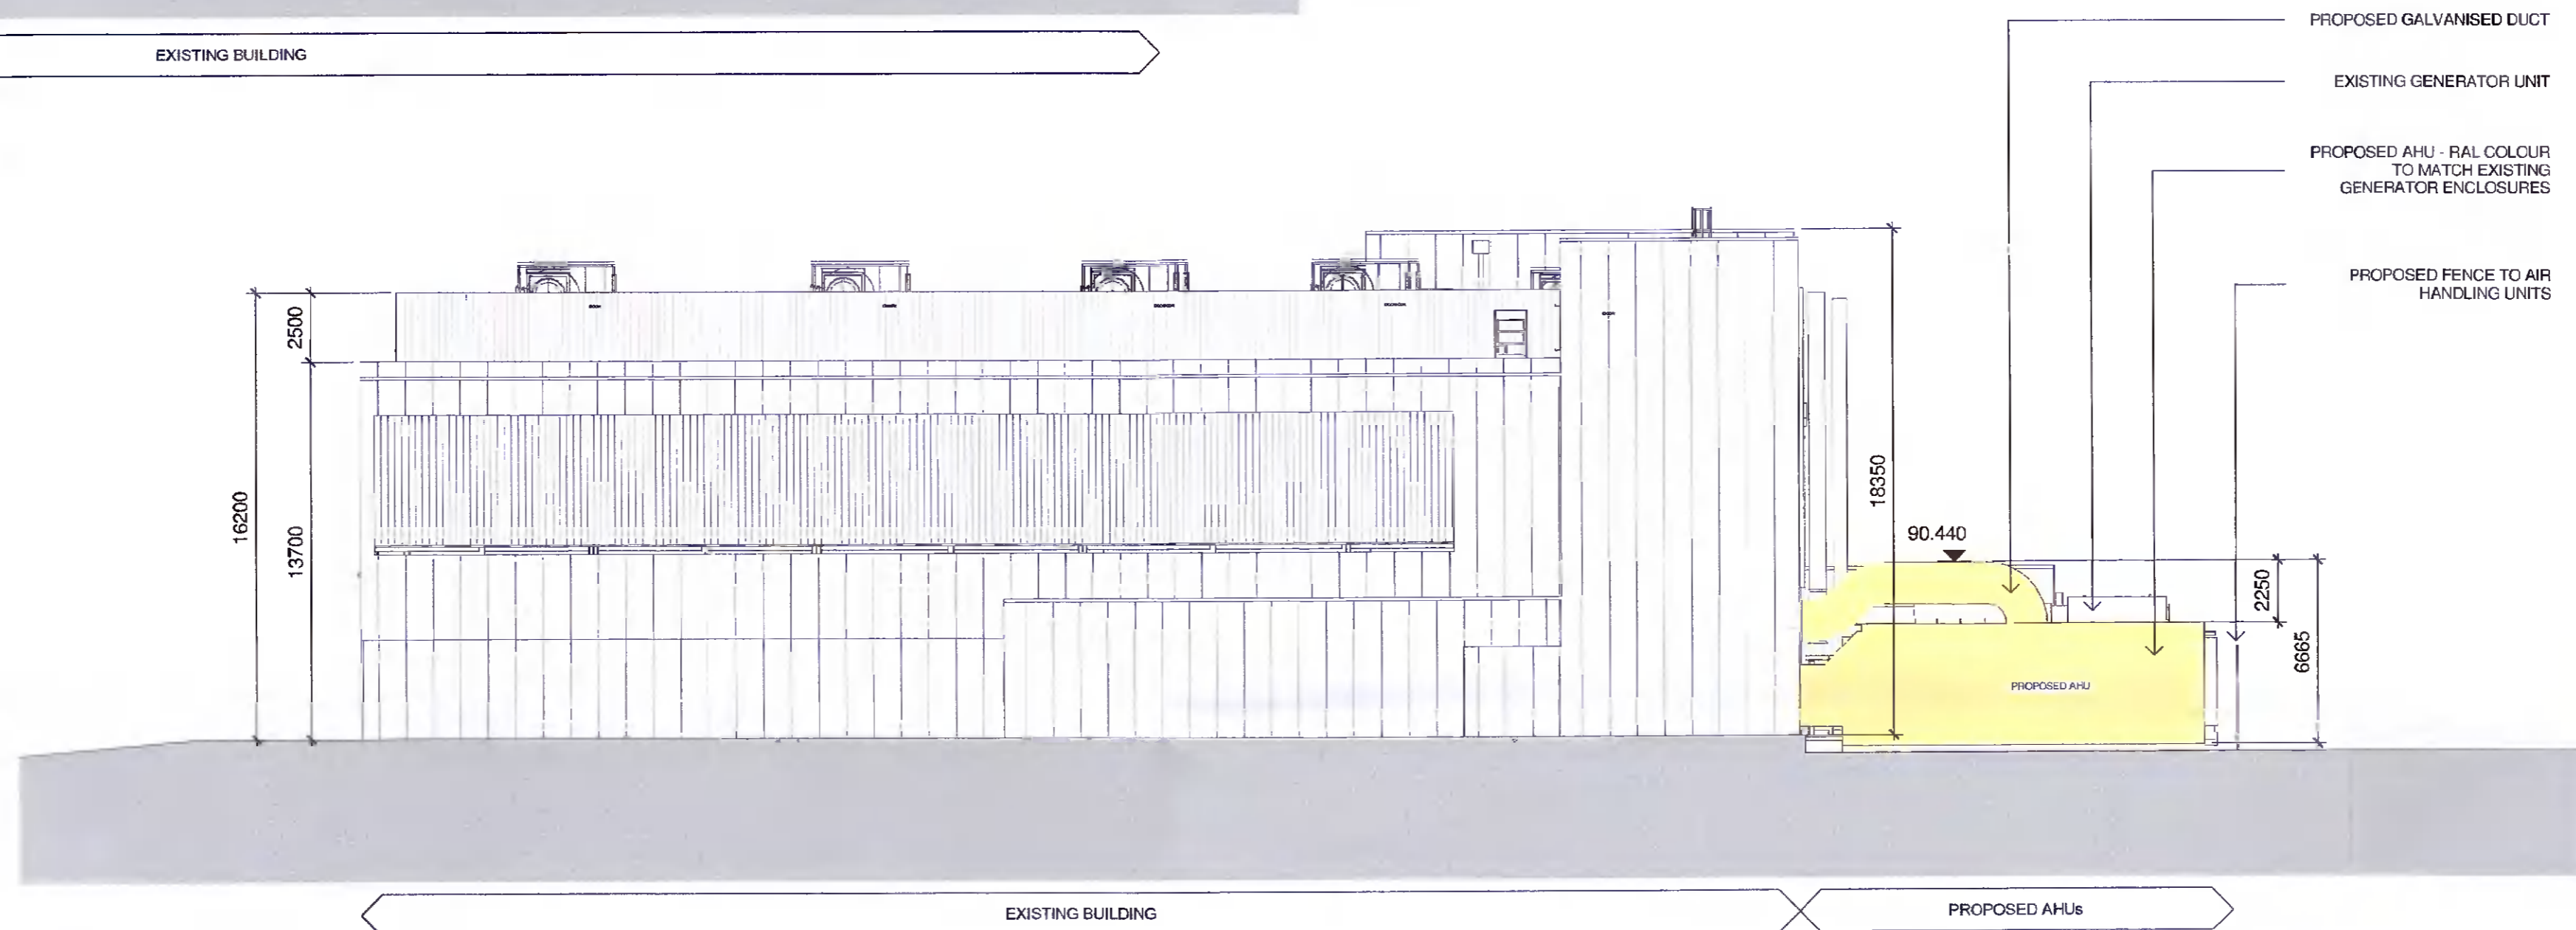 PROPOSED GALVANISED DUCT
EXISTING BUILDING
EXISTING GENERATOR UNIT
PROPOSED AHU - RAL COLOUR
TO MATCH EXISTING
GENERATOR ENCLOSURES
PROPOSED FENCE TO AIR
HANDLING UNITS
2500
16200
13700
18350
90.440
2250
6665
PROPOSED AHU
EXISTING BUILDING
PROPOSED AHUs